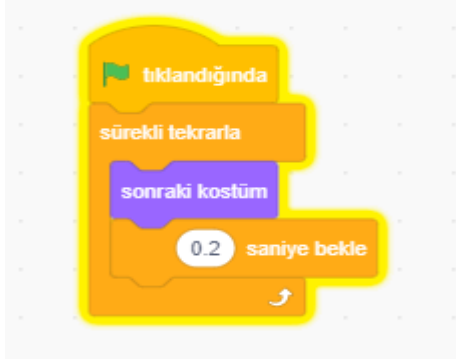 tıklandığında
sürekli tekrarla
sonraki kostüm
0.2 saniye bekle